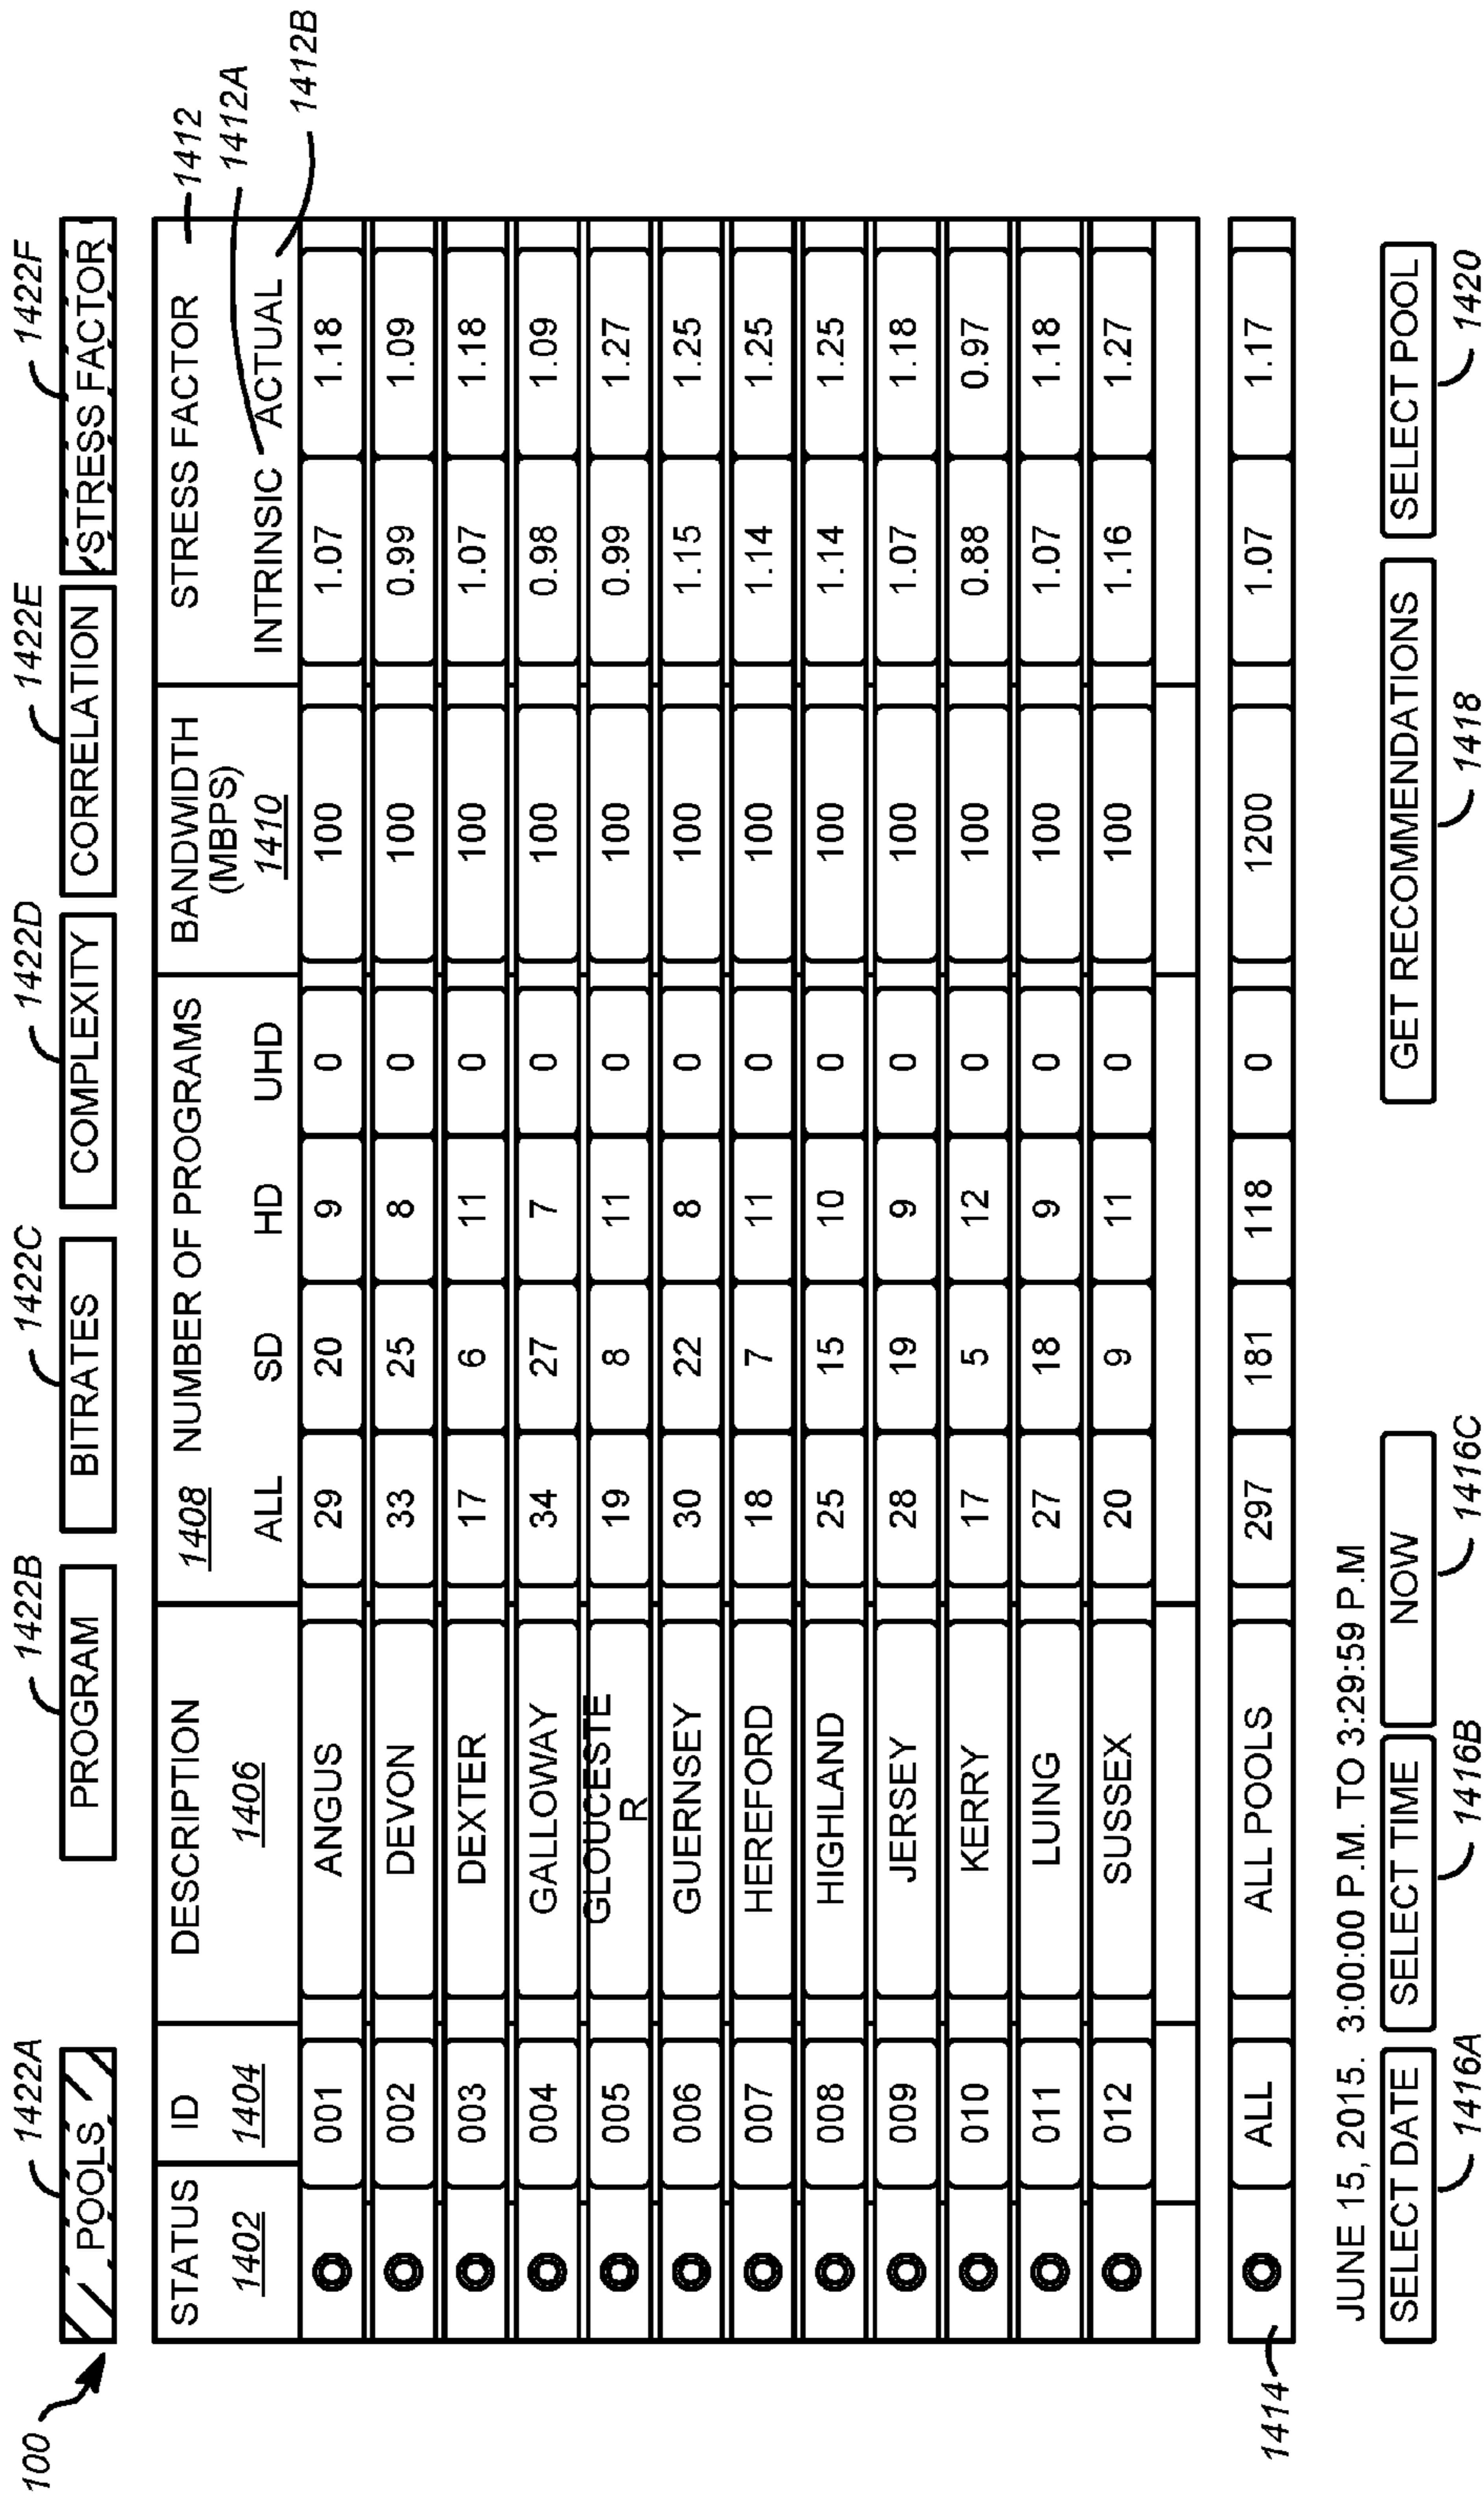 1422A 1422B 1422C 1422D 1422E 1422F
100
POOLS PROGRAM BITRATES COMPLEXITY CORRELATION STRESS FACTOR
1412
1412A
1412B
STATUS ID DESCRIPTION 1408 NUMBER OF PROGRAMS BANDWIDTH (MBPS) STRESS FACTOR
1402 1404 1406 ALL SD HD UHD 1410 INTRINSIC ACTUAL
001 ANGUS 29 20 9 0 100 1.07 1.18
002 DEVON 33 25 8 0 100 0.99 1.09
003 DEXTER 17 6 11 0 100 1.07 1.18
004 GALLOWAY 34 27 7 0 100 0.98 1.09
005 GLOUCESTE
R 19 8 11 0 100 0.99 1.27
006 GUERNSEY 30 22 8 0 100 1.15 1.25
007 HEREFORD 18 7 11 0 100 1.14 1.25
008 HIGHLAND 25 15 10 0 100 1.14 1.25
009 JERSEY 28 19 9 0 100 1.07 1.18
010 KERRY 17 5 12 0 100 0.88 0.97
011 LUING 27 18 9 0 100 1.07 1.18
012 SUSSEX 20 9 11 0 100 1.16 1.27
ALL ALL POOLS 297 181 118 0 1200 1.07 1.17
1414
JUNE 15, 2015. 3:00:00 P.M. TO 3:29:59 P.M
SELECT DATE SELECT TIME NOW GET RECOMMENDATIONS SELECT POOL
1416A 1416B 1416C 1418 1420